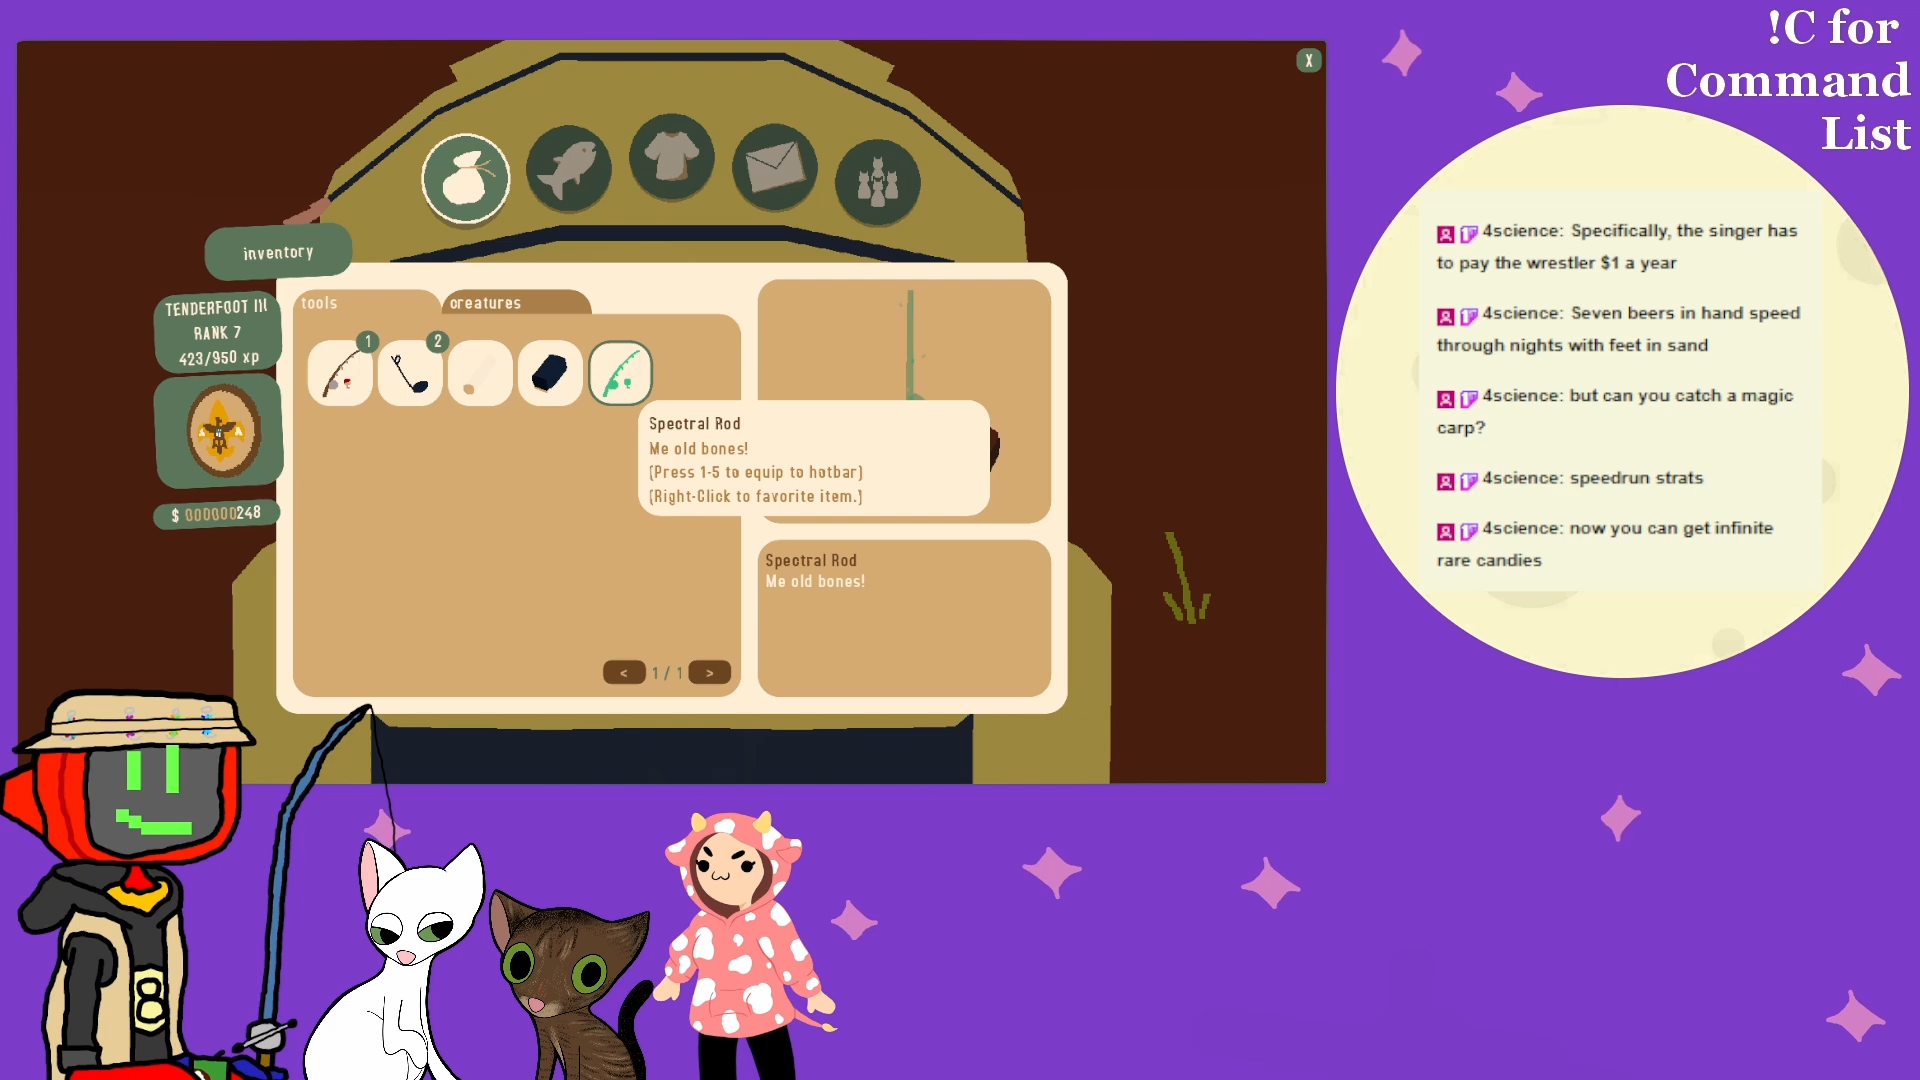 !C for
Command
List
X
inventory
TENDERFOOT III
RANK 7
423/950 xp
$ 000000248
tools
creatures
1
2
Spectral Rod
Me old bones!
(Press 1-5 to equip to hotbar)
(Right-Click to favorite item.)
Spectral Rod
Me old bones!
< 1 / 1 >
4science: Specifically, the singer has
to pay the wrestler $1 a year
4science: Seven beers in hand speed
through nights with feet in sand
4science: but can you catch a magic
carp?
4science: speedrun strats
4science: now you can get infinite
rare candies
8